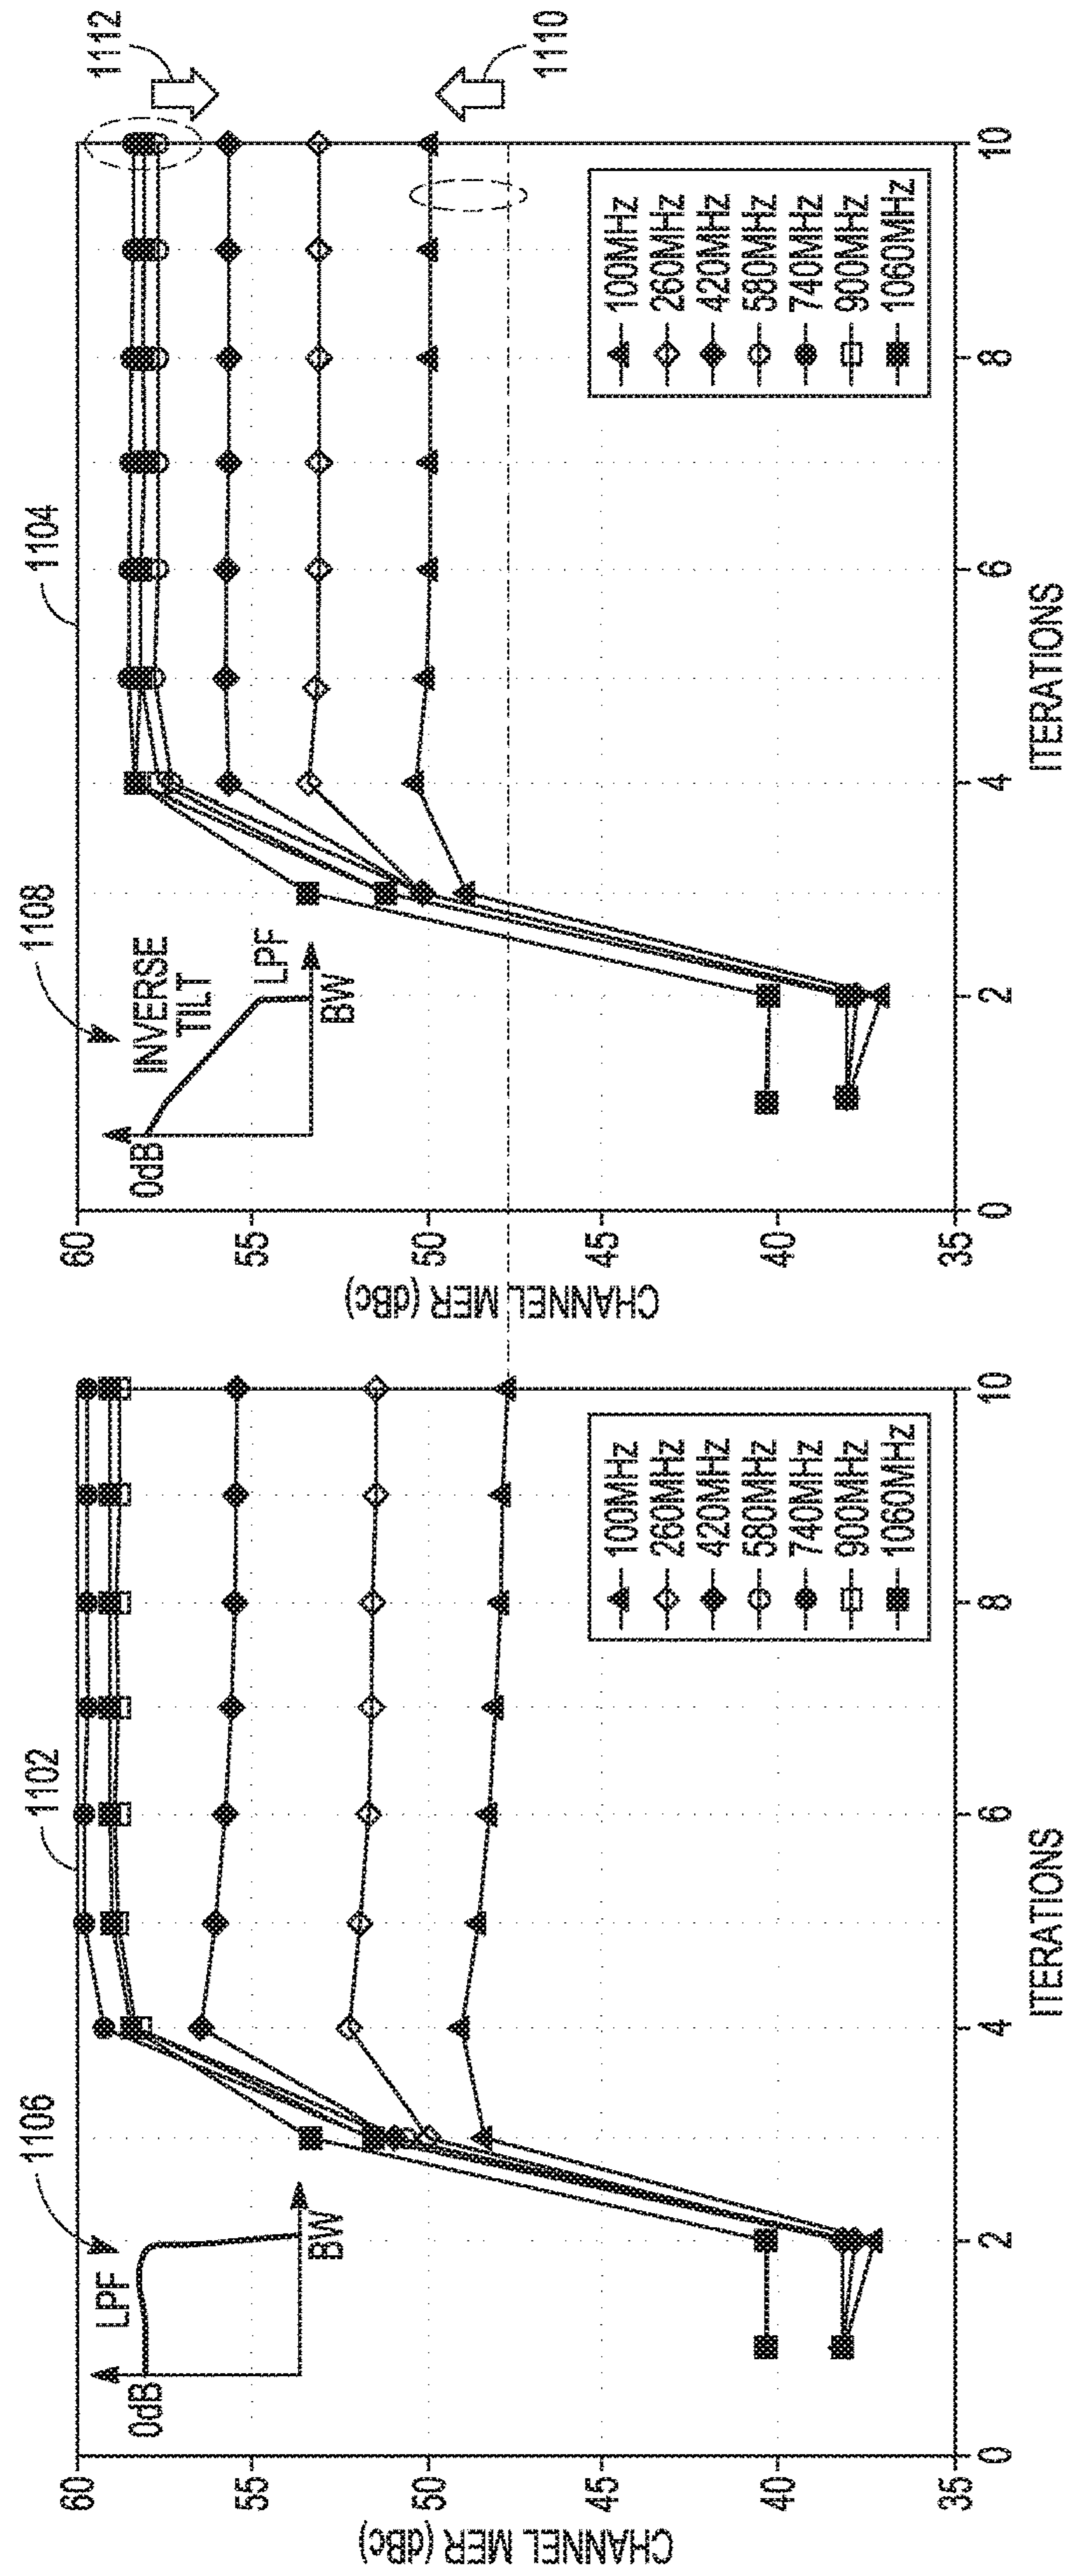 1102
1106
LPF
0dB
BW
60
55
50
45
40
35
CHANNEL MER (dBc)
0
2
4
6
8
10
ITERATIONS
100MHz
260MHz
420MHz
580MHz
740MHz
900MHz
1060MHz
1104
1108
INVERSE
TILT
LPF
0dB
BW
60
55
50
45
40
35
CHANNEL MER (dBc)
0
2
4
6
8
10
ITERATIONS
100MHz
260MHz
420MHz
580MHz
740MHz
900MHz
1060MHz
1112
1110